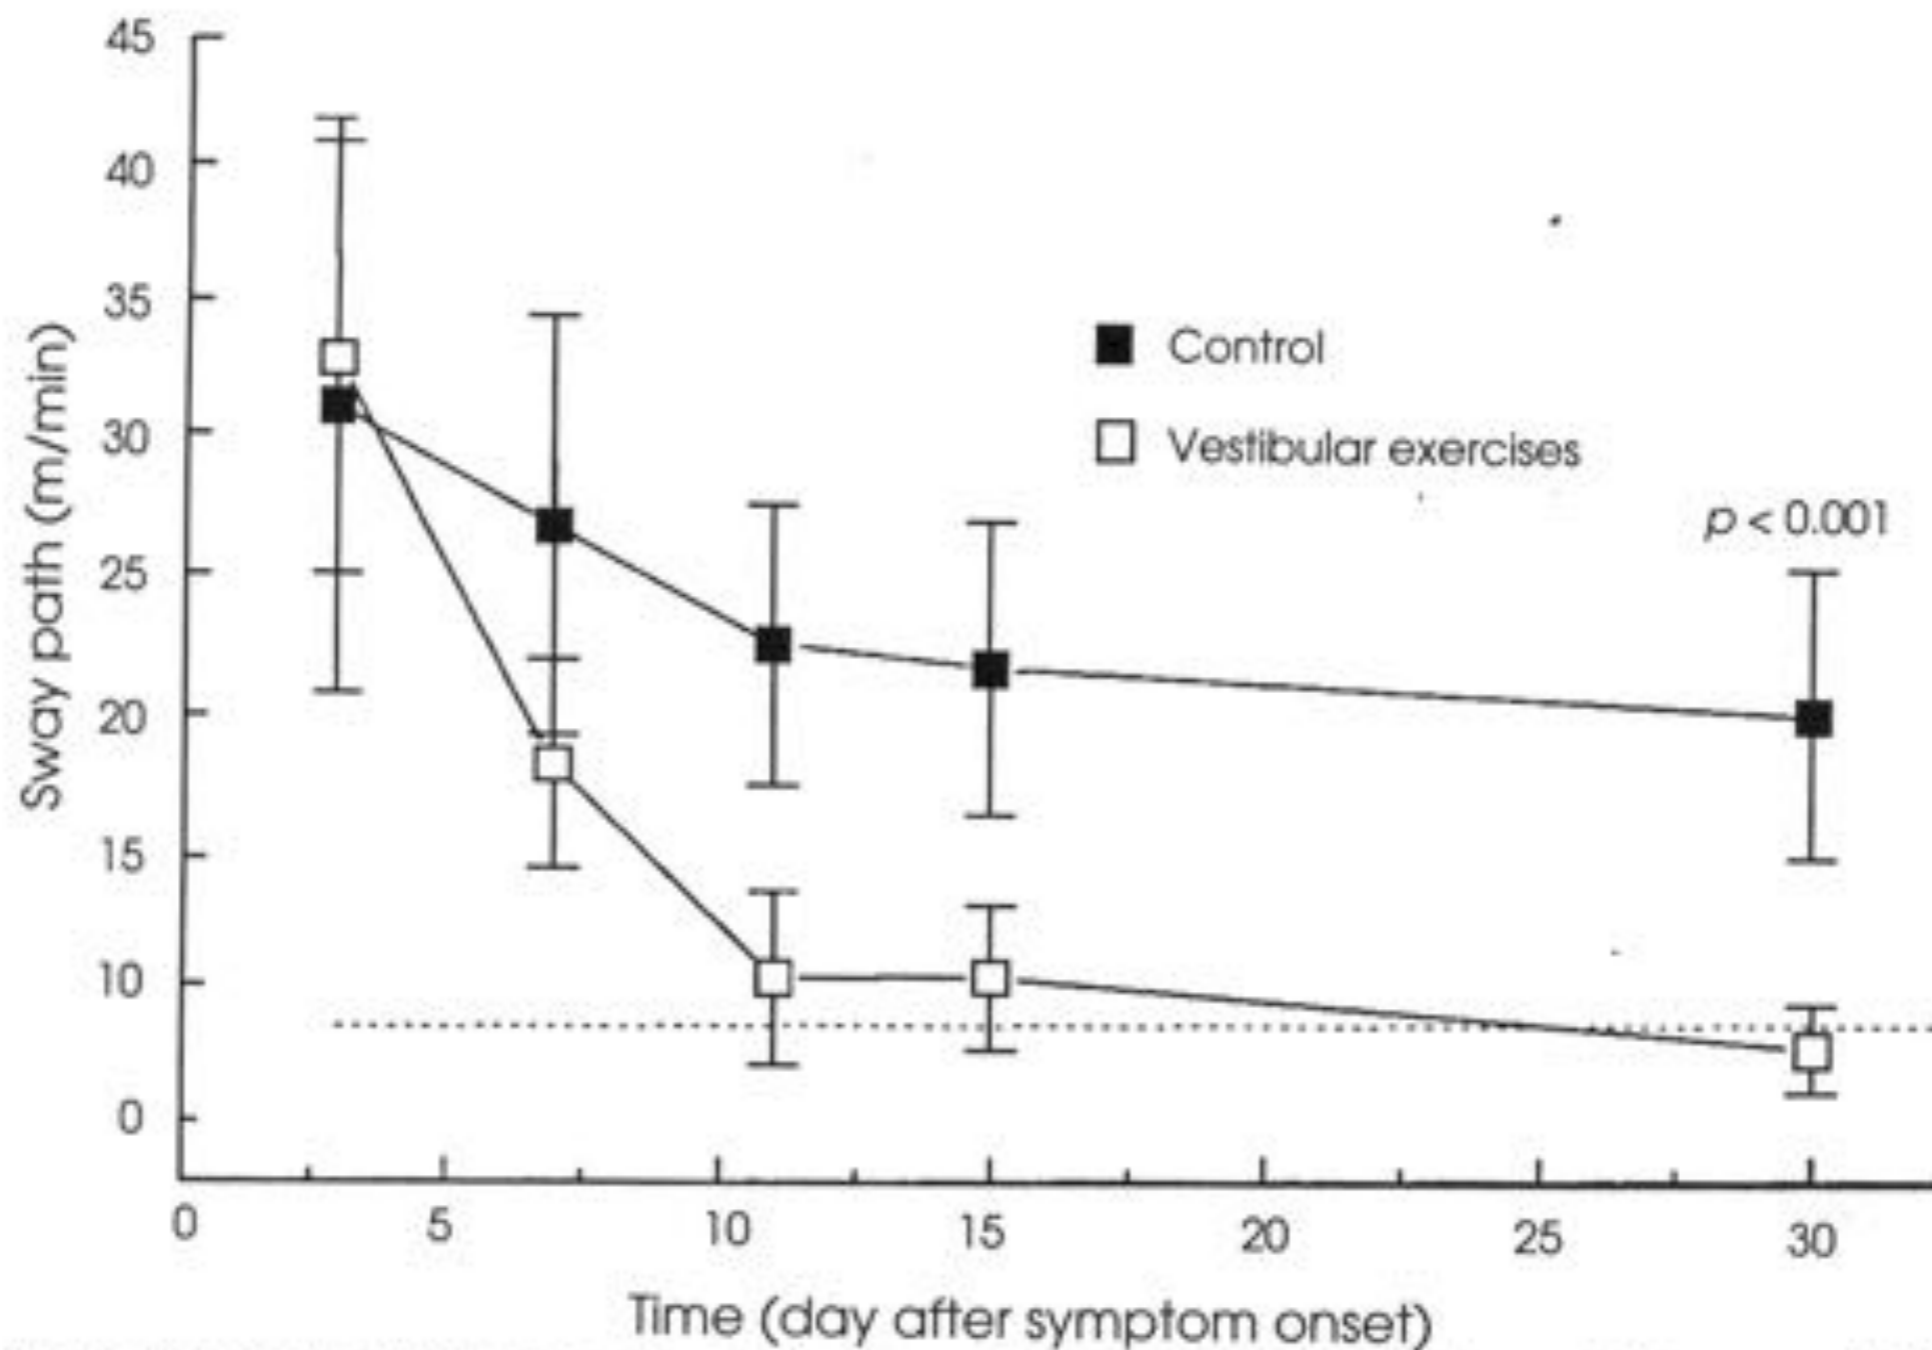 45
40
35
30
25
20
15
10
0
Sway path (m/min)
Control
Vestibular exercises
p < 0.001
0 5 10 15 20 25 30
Time (day after symptom onset)